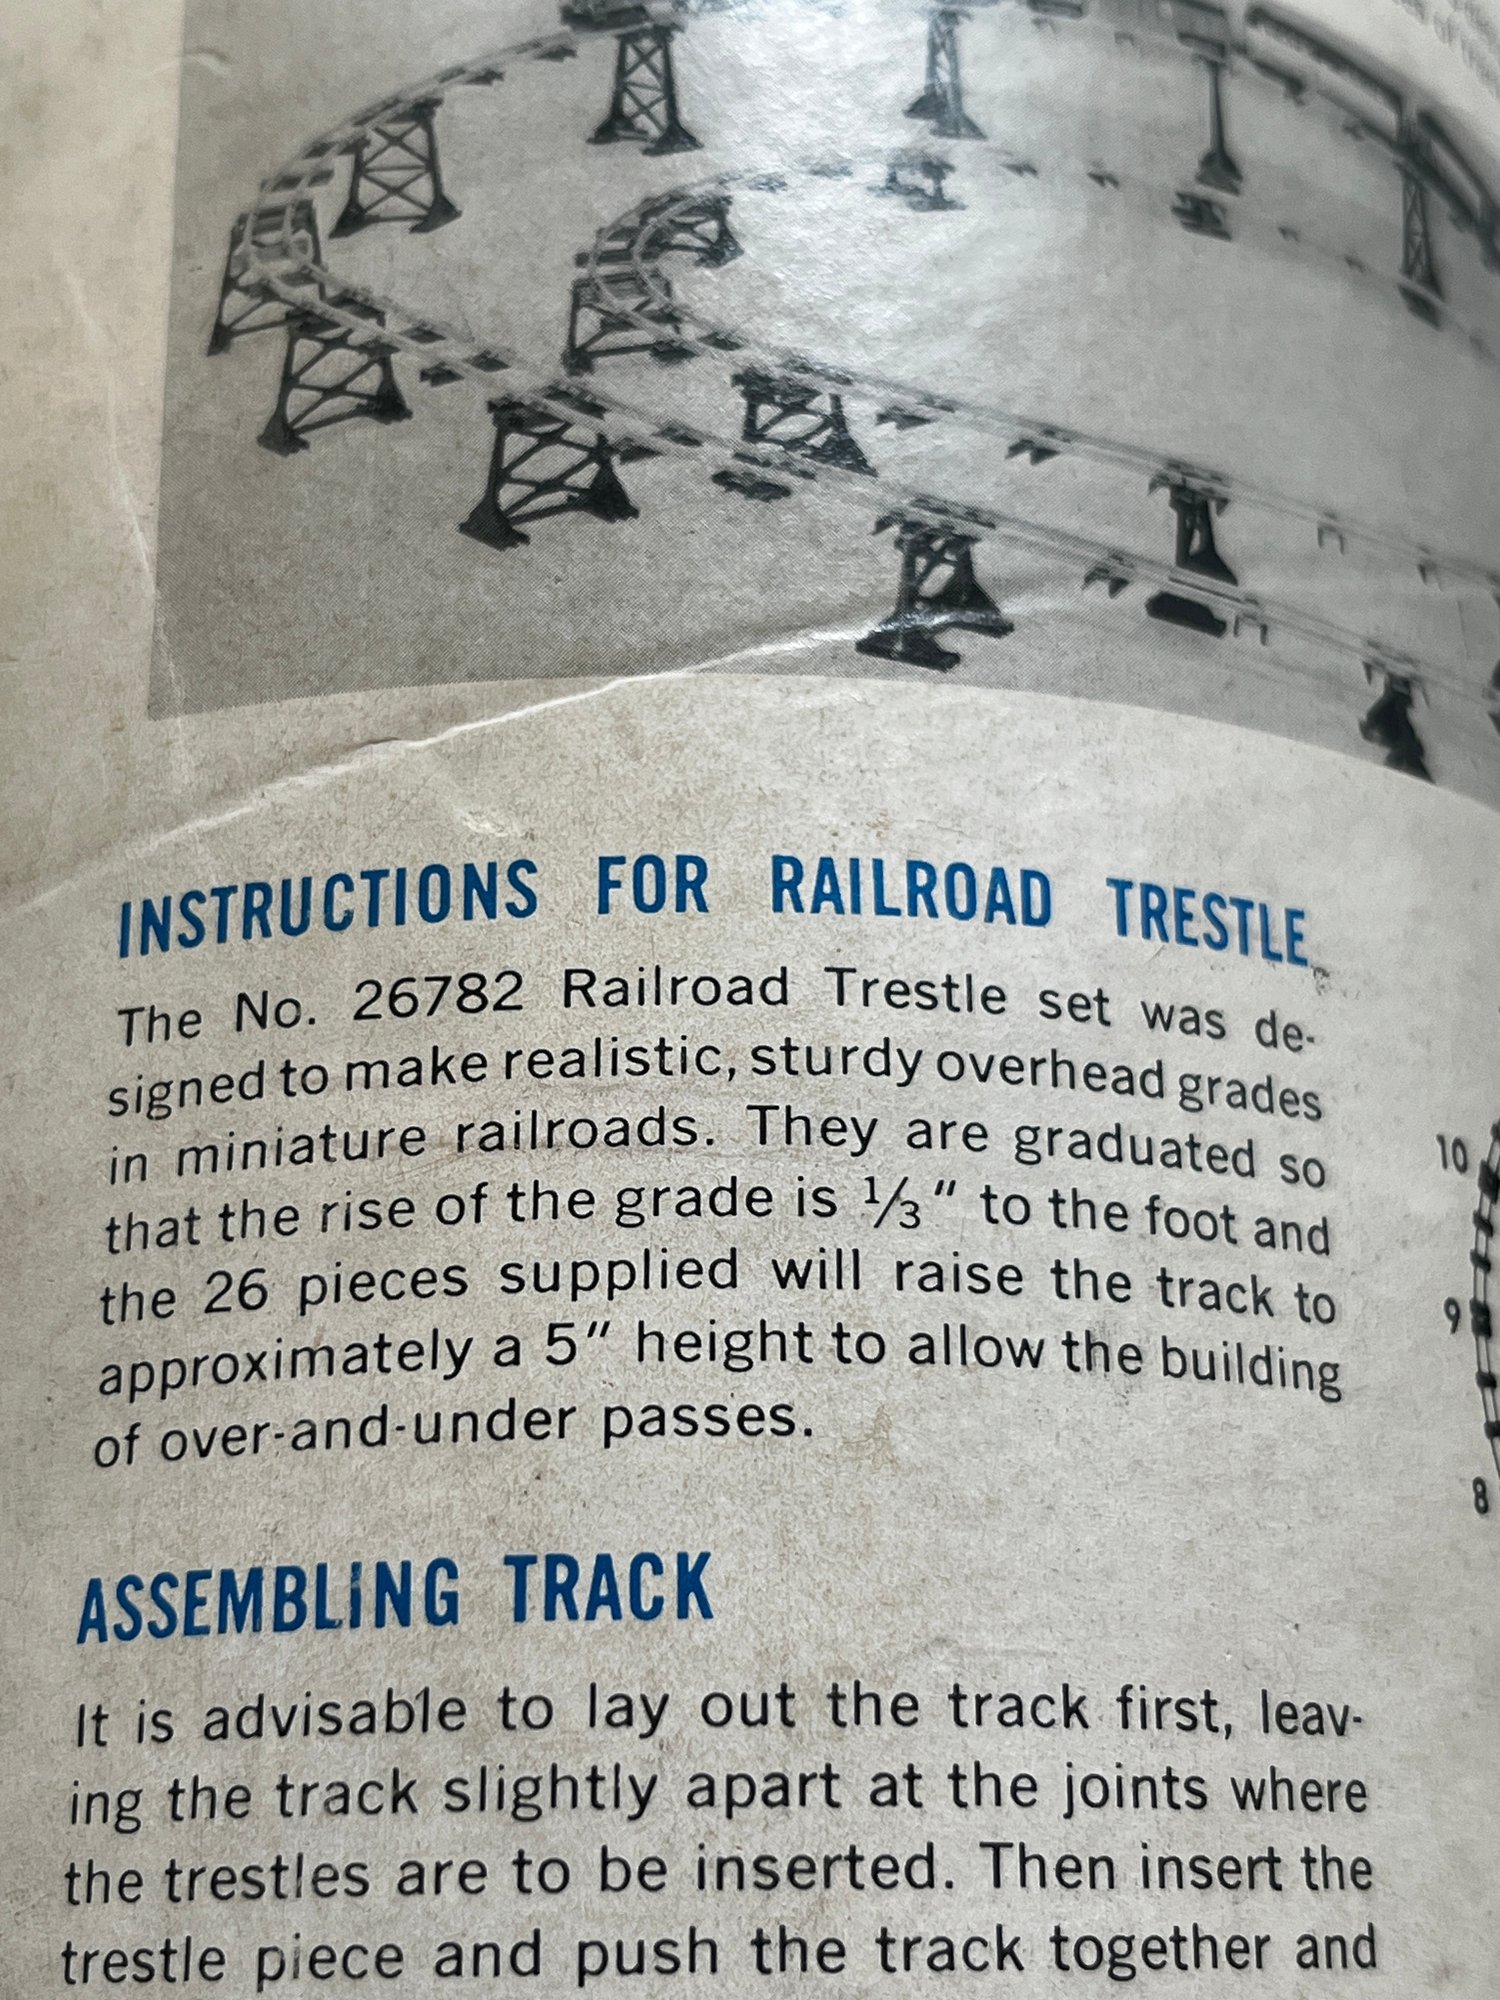 INSTRUCTIONS FOR RAILROAD TRESTLE
The No. 26782 Railroad Trestle set was de-
signed to make realistic, sturdy overhead grades
in miniature railroads. They are graduated so
that the rise of the grade is ⅓" to the foot and
the 26 pieces supplied will raise the track to
approximately a 5" height to allow the building
of over-and-under passes.
ASSEMBLING TRACK
It is advisable to lay out the track first, leav-
ing the track slightly apart at the joints where
the trestles are to be inserted. Then insert the
trestle piece and push the track together and
10
9
8